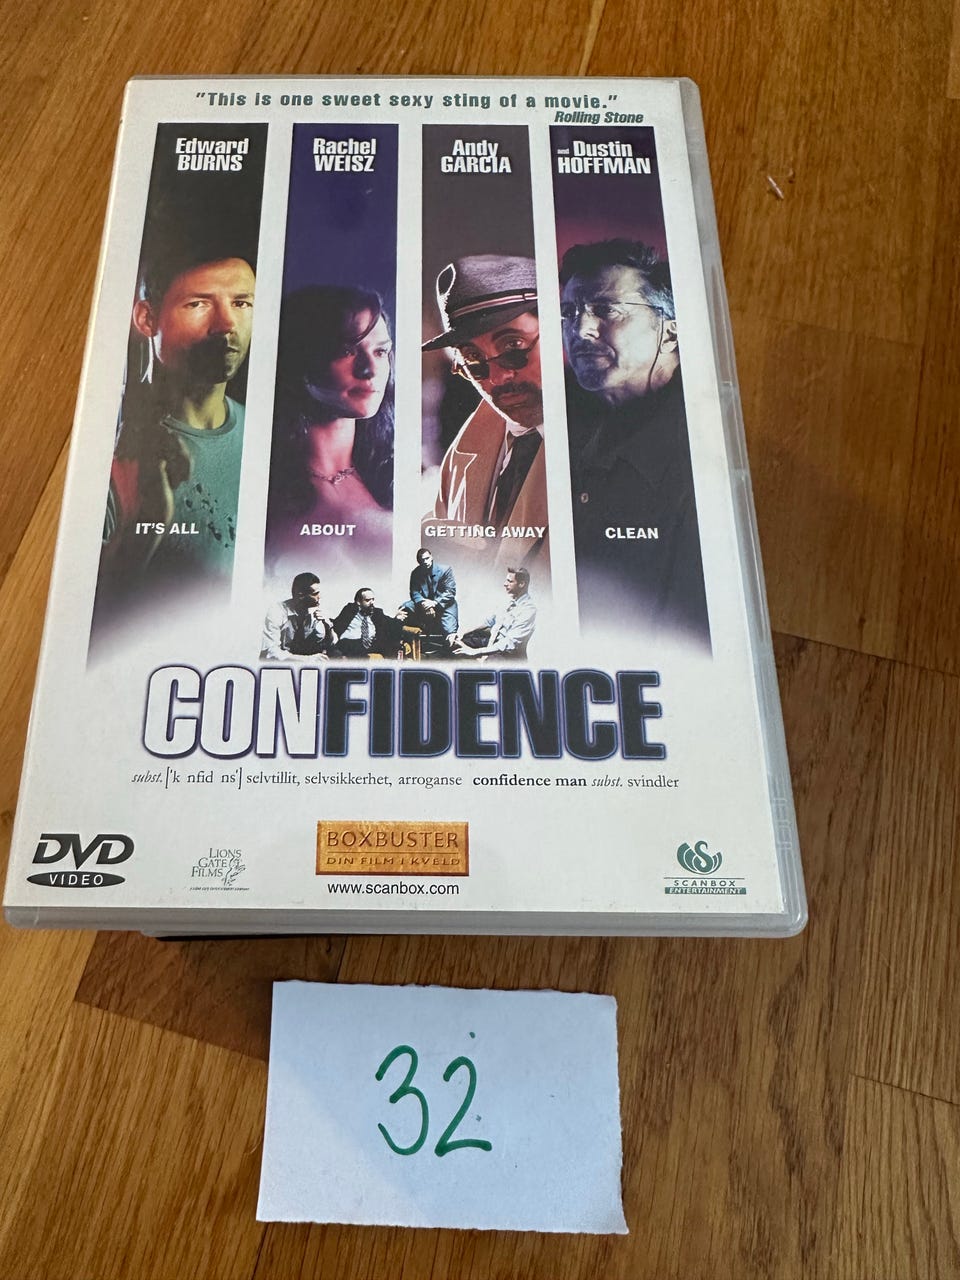 "This is one sweet sexy sting of a movie."
Rolling Stone
Edward
BURNS
Rachel
WEISZ
Andy
GARCIA
and Dustin
HOFFMAN
IT'S ALL
ABOUT
GETTING AWAY
CLEAN
CONFIDENCE
subst. ['k nfid ns'] selvtillit, selvsikkerhet, arroganse confidence man subst. svindler
DVD
VIDEO
LIONS
GATE
FILMS
BOXBUSTER
DIN FILM I KVELD
www.scanbox.com
SCANBOX
ENTERTAINMENT
32